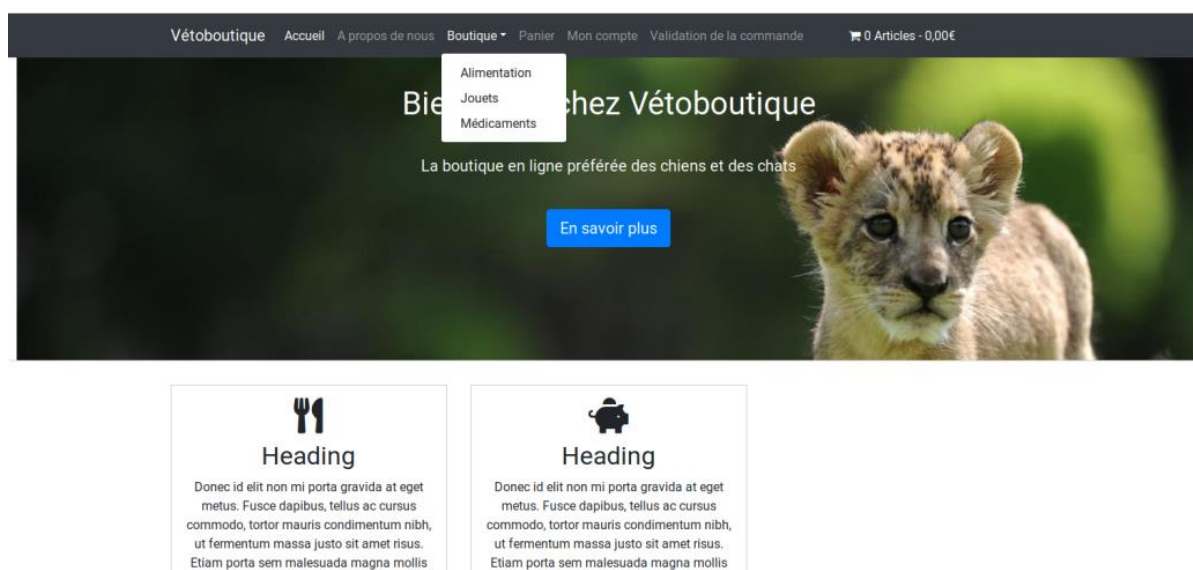 Vétoboutique Accueil A propos de nous Boutique Panier Mon compte Validation de la commande 0 Articles - 0,00€
Alimentation
Jouets
Médicaments
Bie chez Vétoboutique
La boutique en ligne préférée des chiens et des chats
En savoir plus
Heading
Donec id elit non mi porta gravida at eget
metus. Fusce dapibus, tellus ac cursus
commodo, tortor mauris condimentum nibh,
ut fermentum massa justo sit amet risus.
Etiam porta sem malesuada magna mollis
Heading
Donec id elit non mi porta gravida at eget
metus. Fusce dapibus, tellus ac cursus
commodo, tortor mauris condimentum nibh,
ut fermentum massa justo sit amet risus.
Etiam porta sem malesuada magna mollis